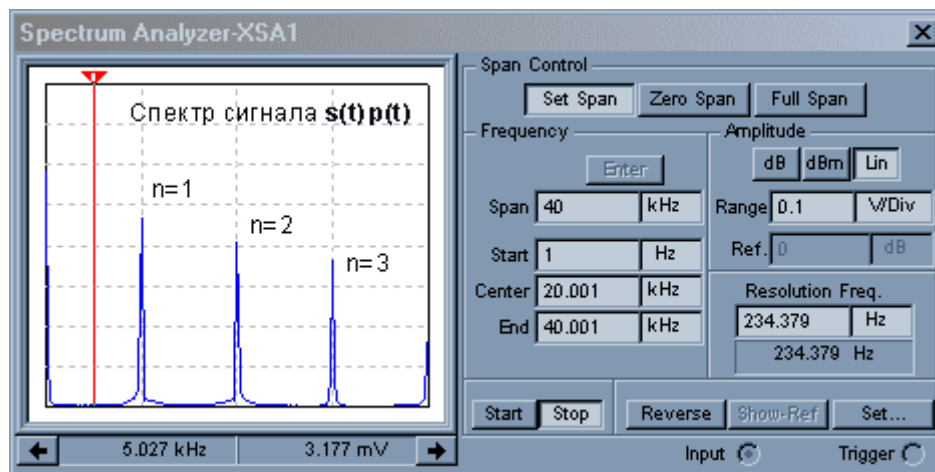 Spectrum Analyzer-XSA1
Спектр сигнала s(t)p(t)
n=1
n=2
n=3
5.027 kHz 3.177 mV
Span Control
Set Span Zero Span Full Span
Frequency
Enter
Span 40 kHz
Start 1 Hz
Center 20.001 kHz
End 40.001 kHz
Amplitude
dB dBm Lin
Range 0.1 V/Div
Ref. 0 dB
Resolution Freq.
234.379 Hz
234.379 Hz
Start Stop Reverse Show-Ref Set...
Input Trigger